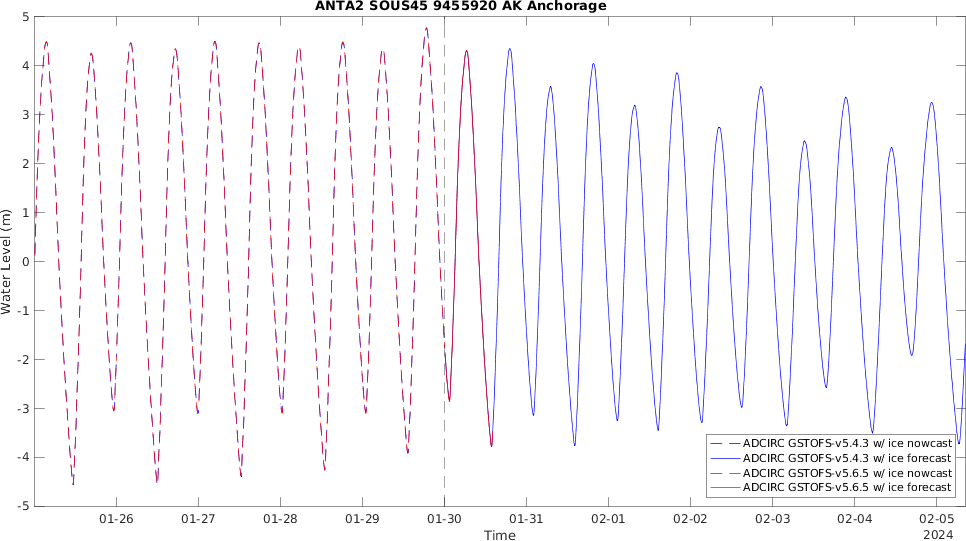 ANTA2 SOUS45 9455920 AK Anchorage
5
4
3
2
1
0
-1
-2
-3
-4
-5
Water Level (m)
ADCIRC GSTOFS-v5.4.3 w/ ice nowcast
ADCIRC GSTOFS-v5.4.3 w/ ice forecast
ADCIRC GSTOFS-v5.6.5 w/ ice nowcast
ADCIRC GSTOFS-v5.6.5 w/ ice forecast
01-26 01-27 01-28 01-29 01-30 01-31 02-01 02-02 02-03 02-04 02-05
Time 2024